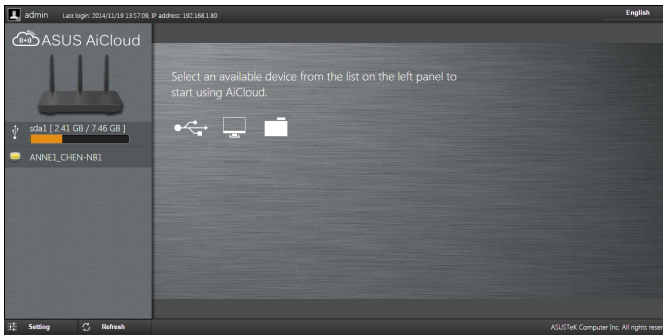 admin Last login: 2014/11/19 13:57:09, IP address: 192.168.1.80
English
ASUS AiCloud
Select an available device from the list on the left panel to
start using AiCloud.
sda1 [ 2.41 GB / 7.46 GB ]
ANNE1_CHEN-NB1
Setting Refresh
ASUSTeK Computer Inc. All rights reser